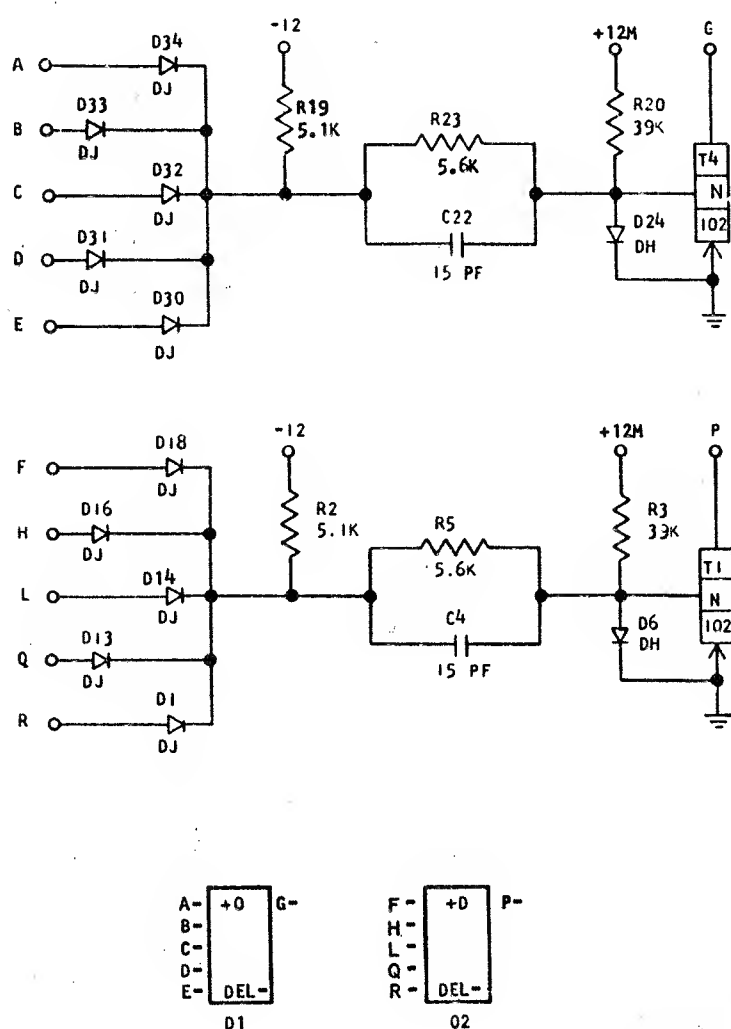 -12
+12M
G
D34
A
DJ
D33
R19
5.1K
R23
5.6K
R20
39K
B
DJ
T4
D32
C
DJ
N
C22
15 PF
D24
DH
102
D31
D
DJ
D30
E
DJ
-12
+12M
P
D18
F
DJ
D16
R2
5.1K
R5
5.6K
R3
39K
H
DJ
T1
D14
L
DJ
N
C4
15 PF
D6
DH
102
D13
Q
DJ
D1
R
DJ
A- +O G-
B-
C-
D-
E- DEL-
D1
F- +D P-
H-
L-
Q-
R- DEL-
02